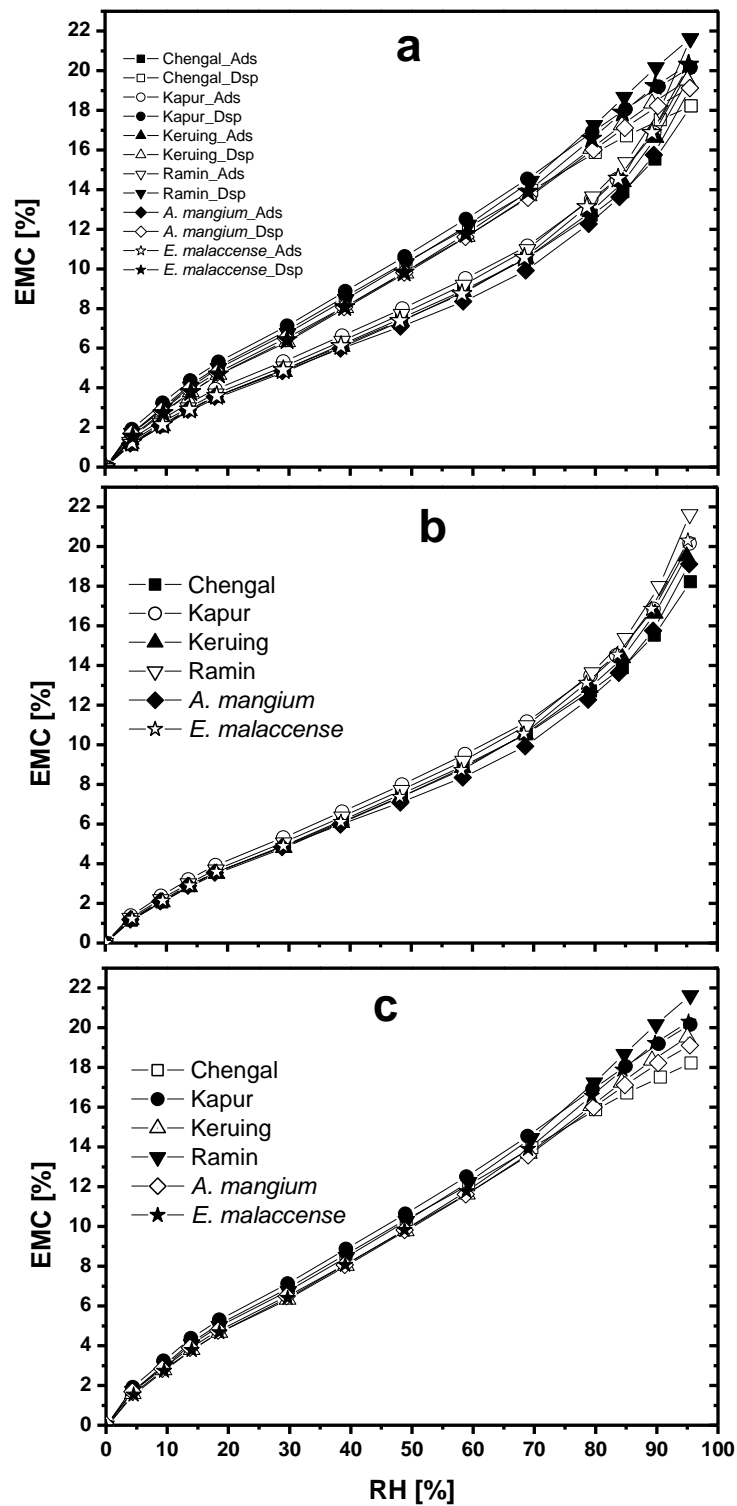 a
22
20
18
16
14
12
10
8
6
4
2
0
EMC [%]
Chengal_Ads
Chengal_Dsp
Kapur_Ads
Kapur_Dsp
Keruing_Ads
Keruing_Dsp
Ramin_Ads
Ramin_Dsp
A. mangium_Ads
A. mangium_Dsp
E. malaccense_Ads
E. malaccense_Dsp
b
22
20
18
16
14
12
10
8
6
4
2
0
EMC [%]
Chengal
Kapur
Keruing
Ramin
A. mangium
E. malaccense
c
22
20
18
16
14
12
10
8
6
4
2
0
EMC [%]
Chengal
Kapur
Keruing
Ramin
A. mangium
E. malaccense
0 10 20 30 40 50 60 70 80 90 100
RH [%]